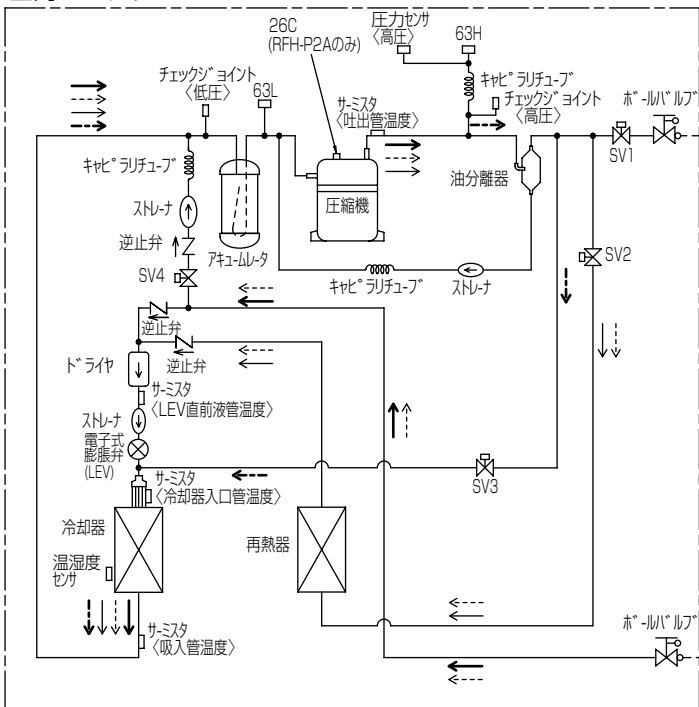 26C
(RFH-P2Aのみ)
圧力センサ
〈高圧〉
63H
チェックジョイント
〈低圧〉
63L
サーミスタ
〈吐出管温度〉
キャピラリチューブ
チェックジョイント
〈高圧〉
ボールバルブ
SV1
キャピラリチューブ
ストレーナ
逆止弁
SV4
アキュームレータ
圧縮機
油分離器
SV2
キャピラリチューブ
ストレーナ
逆止弁
逆止弁
ドライヤ
サーミスタ
〈LEV直前液管温度〉
ストレーナ
電子式
膨脹弁
(LEV)
サーミスタ
〈冷却器入口管温度〉
SV3
冷却器
再熱器
温湿度
センサ
サーミスタ
〈吸入管温度〉
ボールバルブ